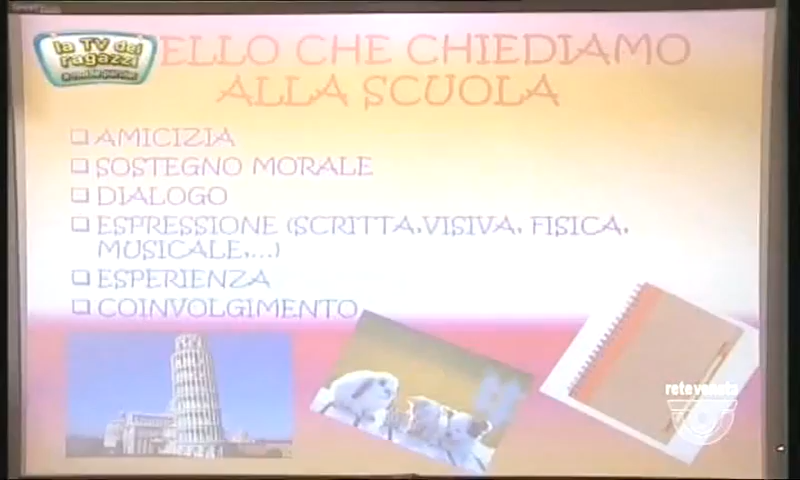 la TV dei
ragazzi
ELLO CHE CHIEDIAMO
ALLA SCUOLA
❑ AMICIZIA
❑ SOSTEGNO MORALE
❑ DIALOGO
❑ ESPRESSIONE (SCRITTA,VISIVA, FISICA,
MUSICALE,...)
❑ ESPERIENZA
❑ COINVOLGIMENTO
reteveneta